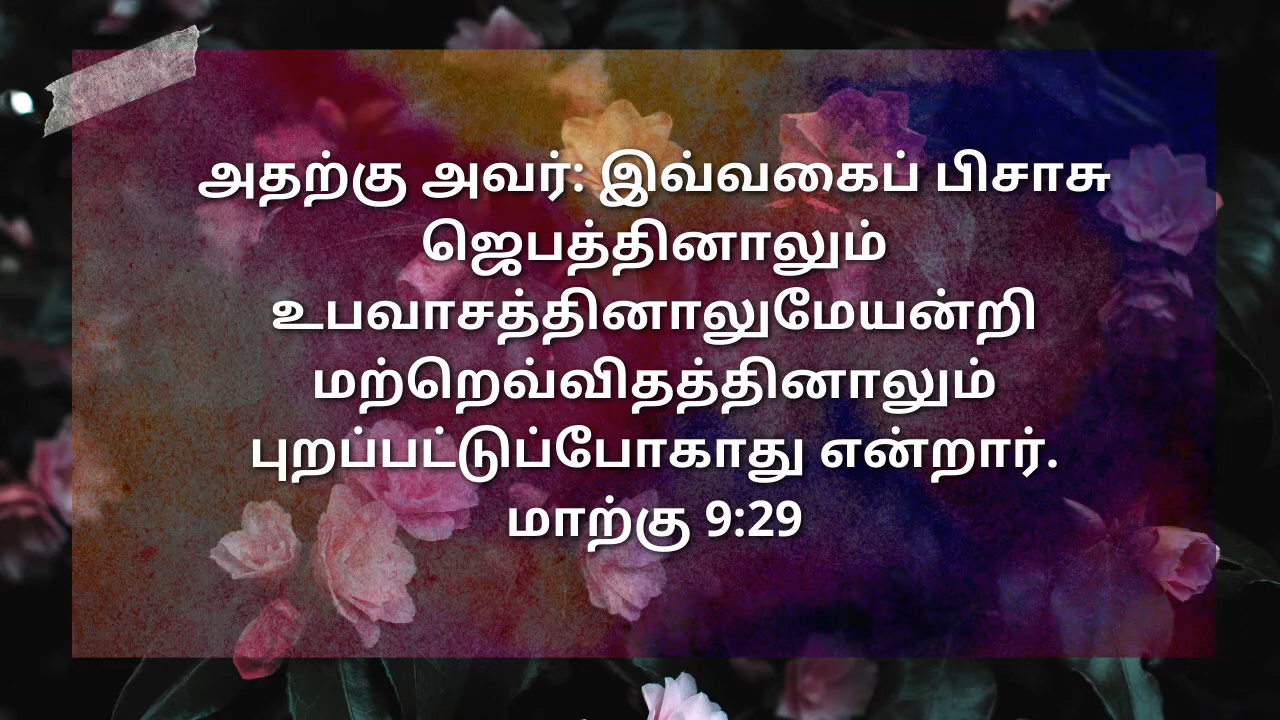 அதற்கு அவர்: இவ்வகைப் பிசாசு
ஜெபத்தினாலும்
உபவாசத்தினாலுமேயன்றி
மற்றெவ்விதத்தினாலும்
புறப்பட்டுப்போகாது என்றார்.
மாற்கு 9:29